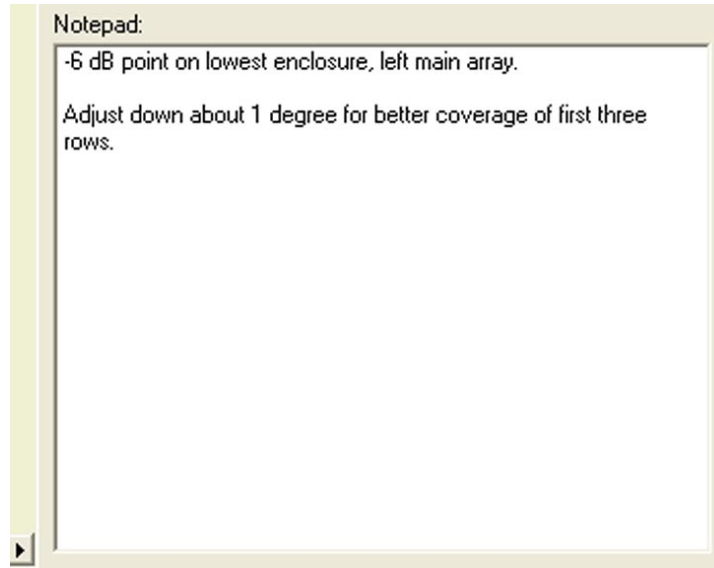 Notepad:
-6 dB point on lowest enclosure, left main array.
Adjust down about 1 degree for better coverage of first three
rows.